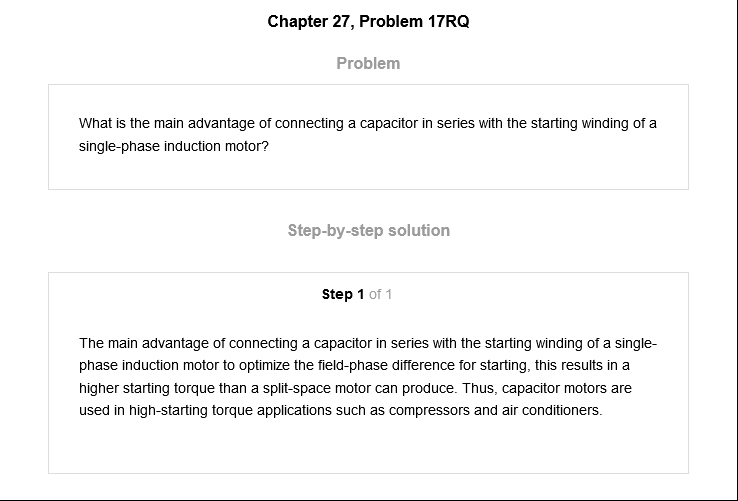 Chapter 27, Problem 17RQ
Problem
What is the main advantage of connecting a capacitor in series with the starting winding of a
single-phase induction motor?
Step-by-step solution
Step 1 of 1
The main advantage of connecting a capacitor in series with the starting winding of a single-
phase induction motor to optimize the field-phase difference for starting, this results in a
higher starting torque than a split-space motor can produce. Thus, capacitor motors are
used in high-starting torque applications such as compressors and air conditioners.